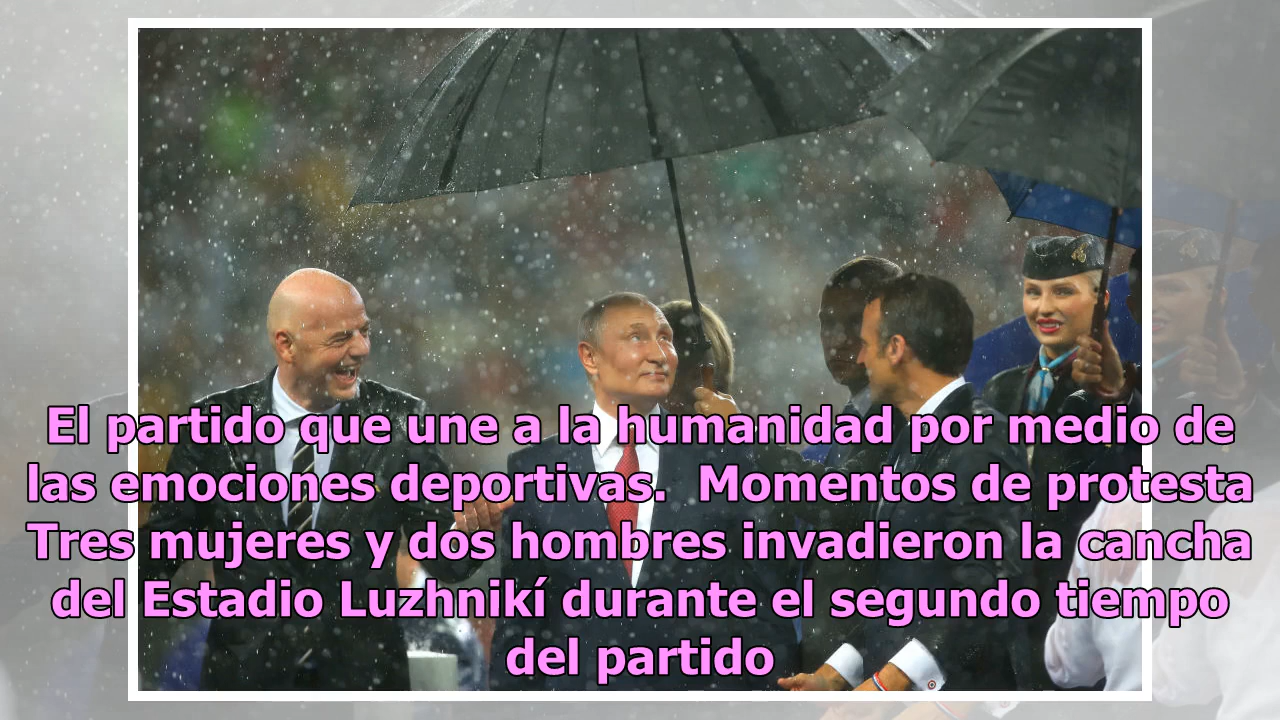 El partido que une a la humanidad por medio de
las emociones deportivas.  Momentos de protesta
Tres mujeres y dos hombres invadieron la cancha
del Estadio Luzhnikí durante el segundo tiempo
del partido